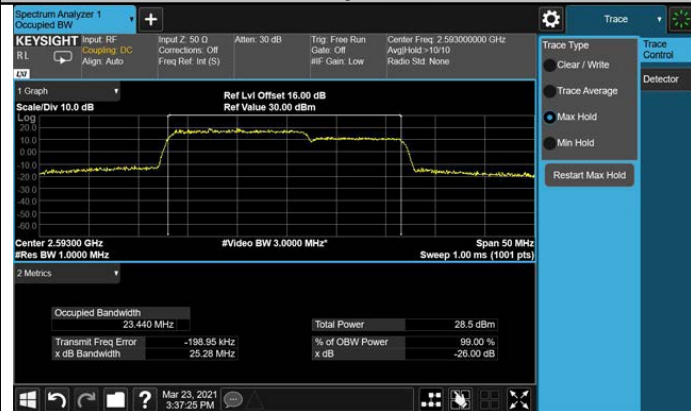 Spectrum Analyzer 1
Occupied BW
+
Trace
KEYSIGHT
RL
LXI
Input: RF
Coupling: DC
Align: Auto
Input Z: 50 Ω
Corrections: Off
Freq Ref: Int (S)
Atten: 30 dB
Trig: Free Run
Gate: Off
#IF Gain: Low
Center Freq: 2.593000000 GHz
Avg|Hold:>10/10
Radio Std: None
Trace Type
Clear / Write
Trace Average
Max Hold
Min Hold
Restart Max Hold
Trace
Control
Detector
1 Graph
Scale/Div 10.0 dB
Ref Lvl Offset 16.00 dB
Ref Value 30.00 dBm
Log
20.0
10.0
0.00
-10.0
-20.0
-30.0
-40.0
-50.0
-60.0
Center 2.59300 GHz
#Res BW 1.0000 MHz
#Video BW 3.0000 MHz*
Span 50 MHz
Sweep 1.00 ms (1001 pts)
2 Metrics
Occupied Bandwidth
23.440 MHz
Total Power 28.5 dBm
Transmit Freq Error -198.95 kHz
% of OBW Power 99.00 %
x dB Bandwidth 25.28 MHz
x dB -26.00 dB
?
Mar 23, 2021
3:37:25 PM